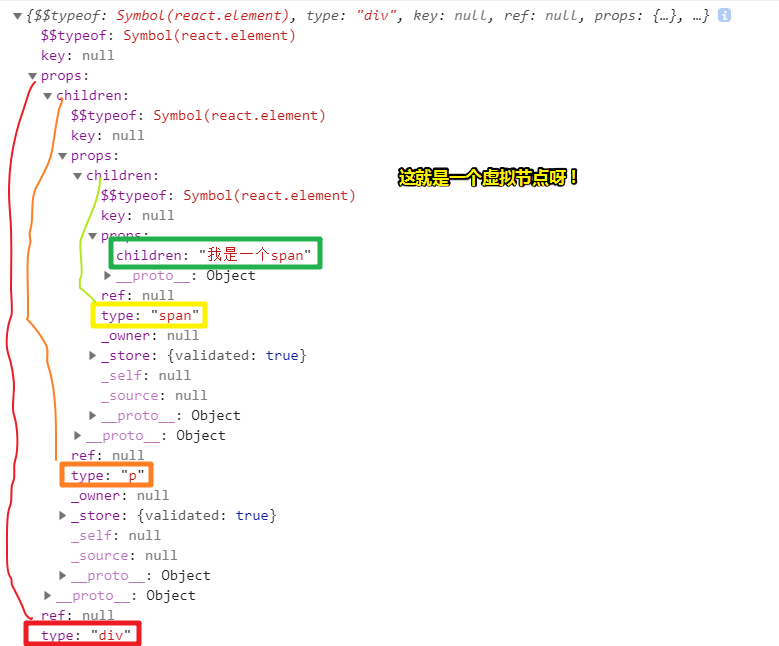 ▼{$$typeof: Symbol(react.element), type: "div", key: null, ref: null, props: {…}, …} i
$$typeof: Symbol(react.element)
key: null
▼props:
▼children:
$$typeof: Symbol(react.element)
key: null
▼props:
▼children:
这就是一个虚拟节点呀！
$$typeof: Symbol(react.element)
key: null
▼props:
children: "我是一个span"
▶__proto__: Object
ref: null
type: "span"
_owner: null
▶_store: {validated: true}
_self: null
_source: null
▶__proto__: Object
▶__proto__: Object
ref: null
type: "p"
_owner: null
▶_store: {validated: true}
_self: null
_source: null
▶__proto__: Object
▶__proto__: Object
ref: null
type: "div"